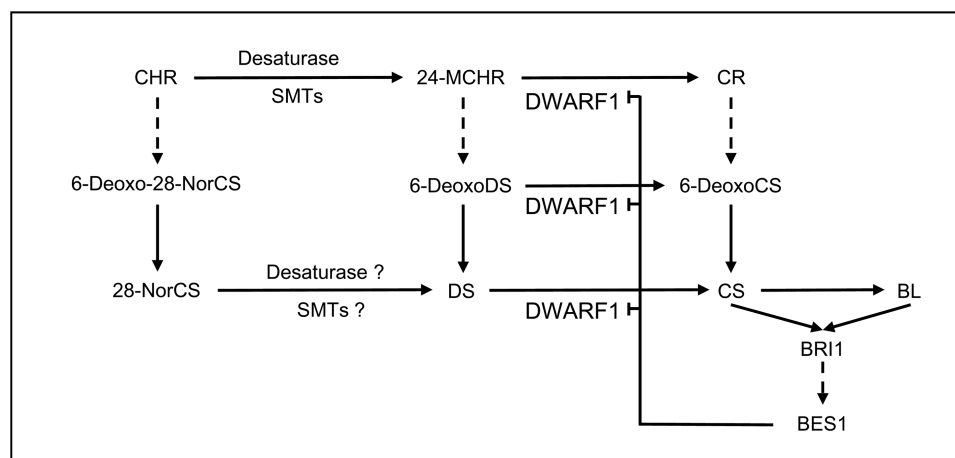 Desaturase
CHR 24-MCHR CR
SMTs
DWARF1
6-Deoxo-28-NorCS 6-DeoxoDS 6-DeoxoCS
DWARF1
Desaturase ?
28-NorCS DS CS BL
SMTs ?
DWARF1
BRI1
BES1